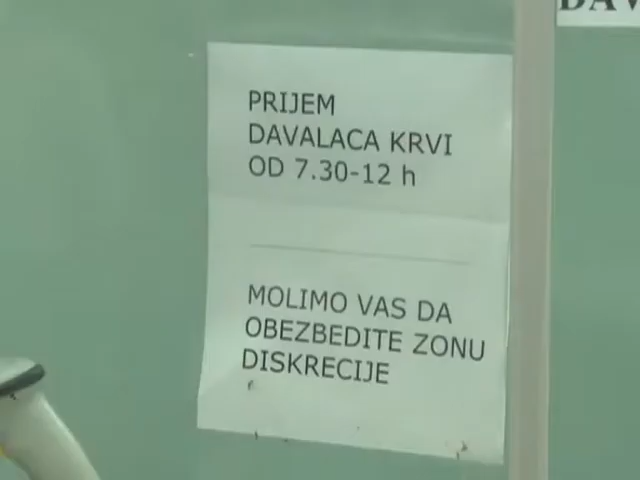 PRIJEM
DAVALACA KRVI
OD 7.30-12 h
MOLIMO VAS DA
OBEZBEDITE ZONU
DISKRECIJE